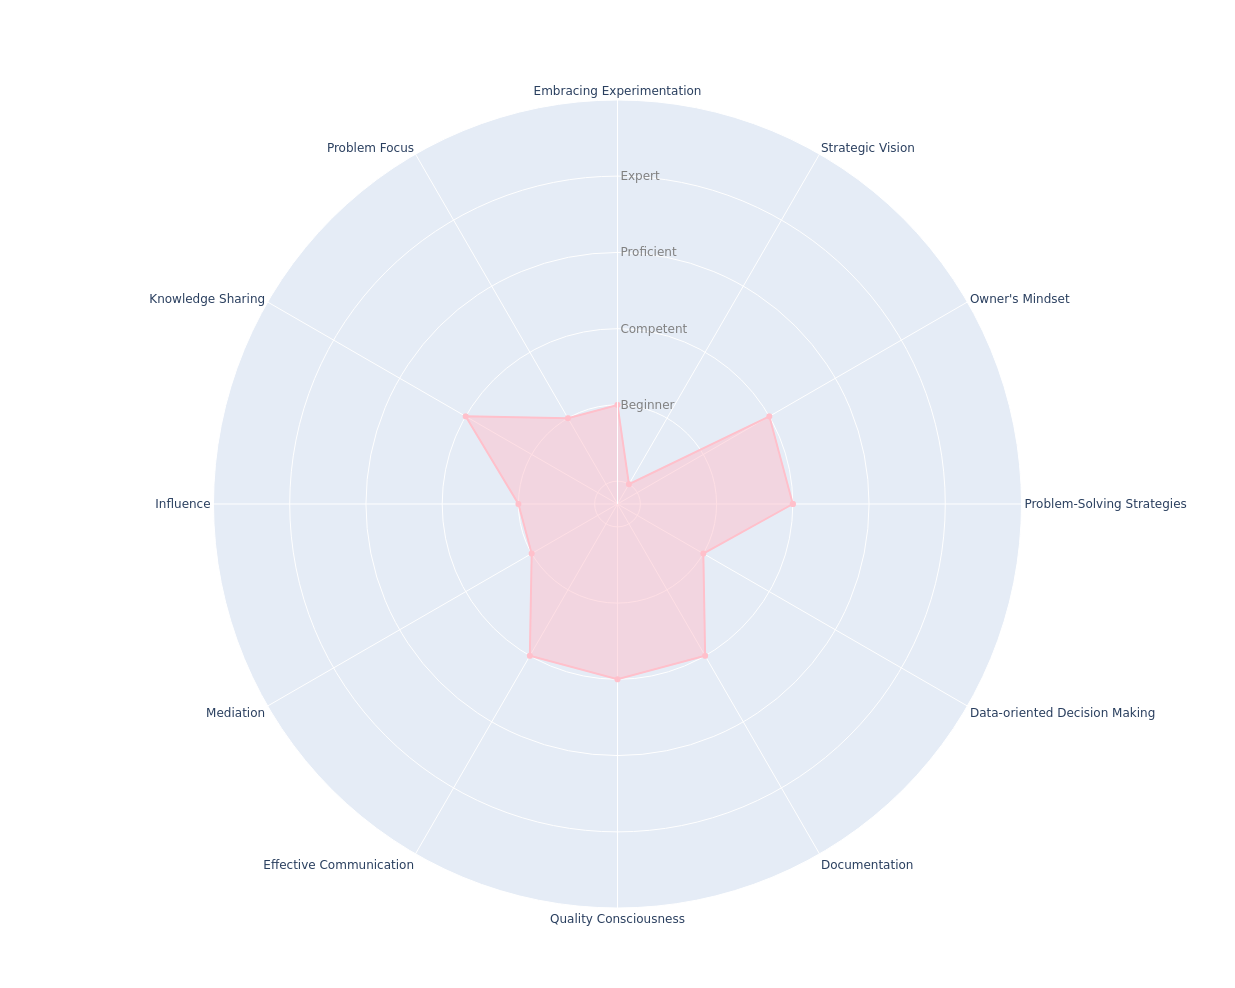 Embracing Experimentation
Problem Focus
Strategic Vision
Expert
Proficient
Knowledge Sharing
Owner's Mindset
Competent
Beginner
Influence
Problem-Solving Strategies
Mediation
Data-oriented Decision Making
Effective Communication
Documentation
Quality Consciousness